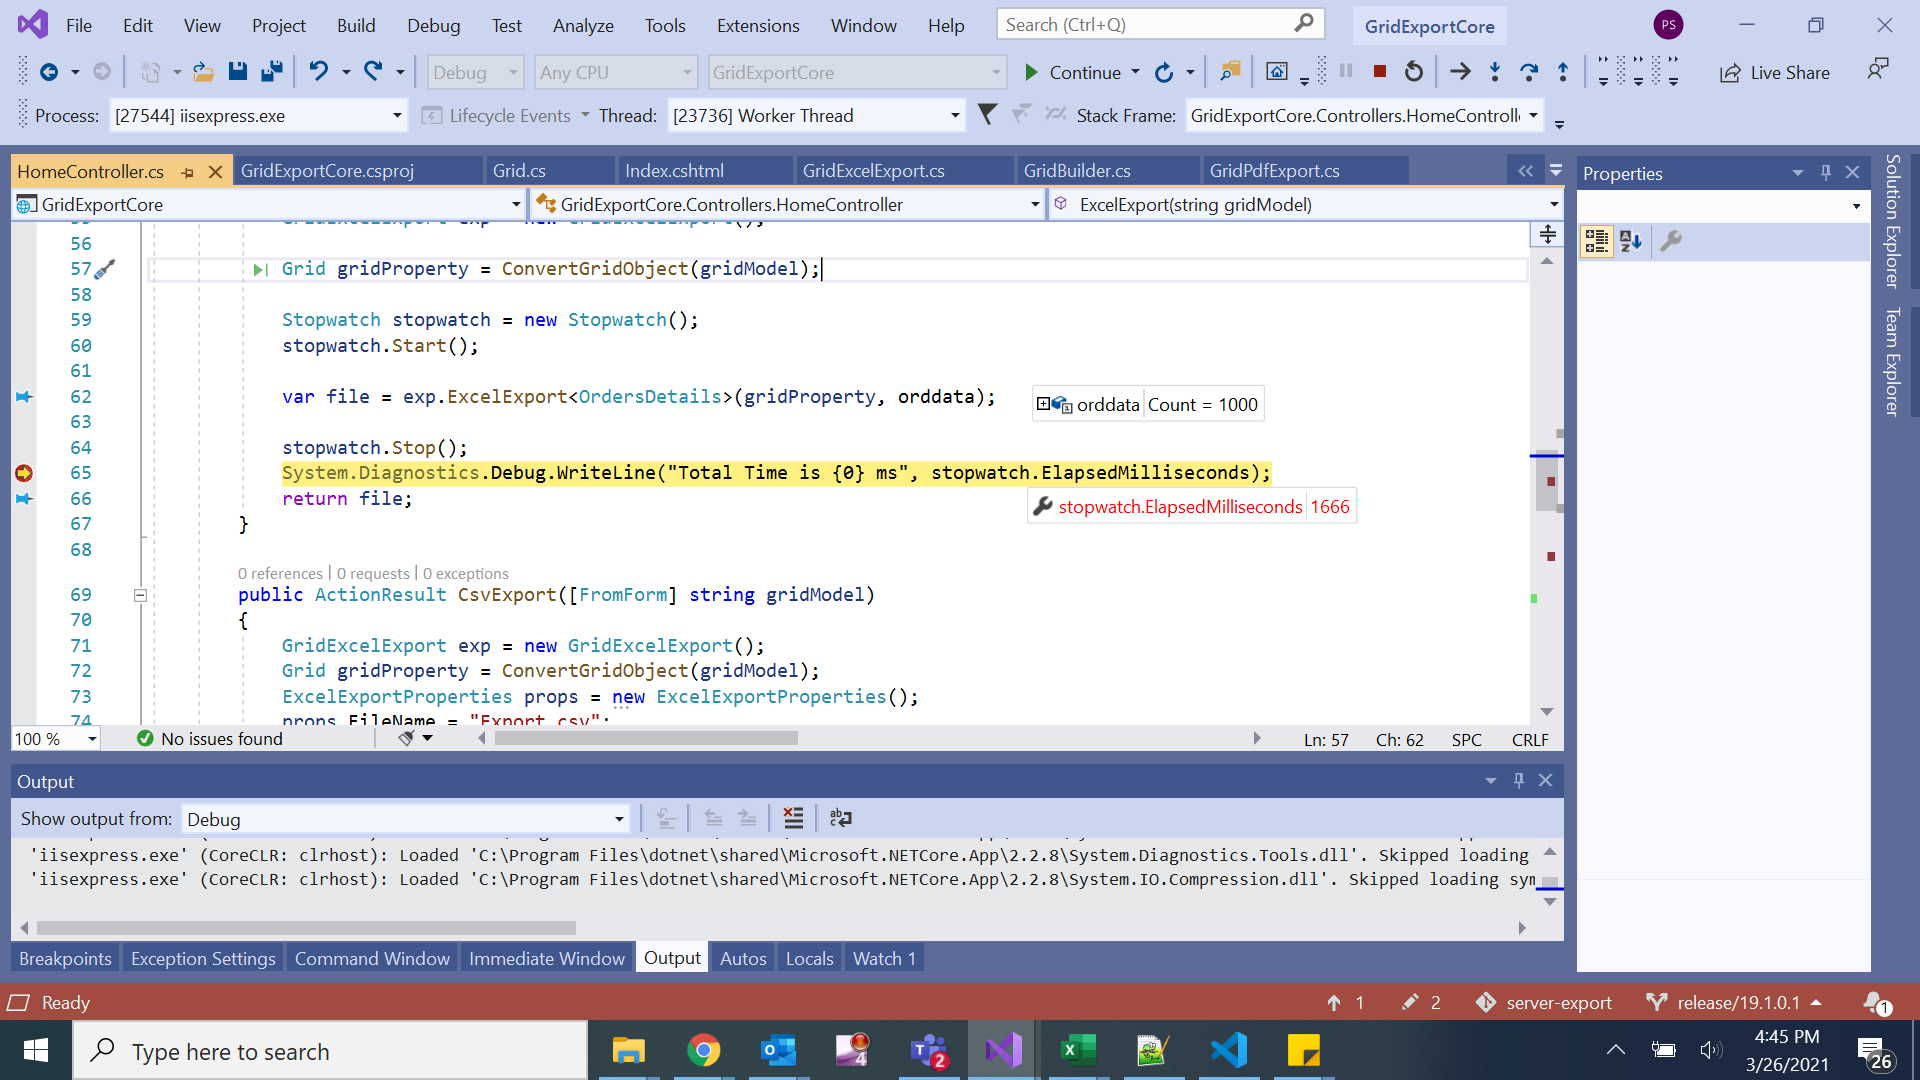 File Edit View Project Build Debug Test Analyze Tools Extensions Window Help Search (Ctrl+Q) GridExportCore PS
Debug Any CPU GridExportCore Continue Live Share
Process: [27544] iisexpress.exe Lifecycle Events Thread: [23736] Worker Thread Stack Frame: GridExportCore.Controllers.HomeControlle
HomeController.cs GridExportCore.csproj Grid.cs Index.cshtml GridExcelExport.cs GridBuilder.cs GridPdfExport.cs
GridExportCore GridExportCore.Controllers.HomeController ExcelExport(string gridModel)
55 GridExcelExport exp = new GridExcelExport();
56
57 Grid gridProperty = ConvertGridObject(gridModel);
58
59 Stopwatch stopwatch = new Stopwatch();
60 stopwatch.Start();
61
62 var file = exp.ExcelExport<OrdersDetails>(gridProperty, orddata); orddata Count = 1000
63
64 stopwatch.Stop();
65 System.Diagnostics.Debug.WriteLine("Total Time is {0} ms", stopwatch.ElapsedMilliseconds);
66 return file;
stopwatch.ElapsedMilliseconds 1666
67 }
68
0 references | 0 requests | 0 exceptions
69 public ActionResult CsvExport([FromForm] string gridModel)
70 {
71 GridExcelExport exp = new GridExcelExport();
72 Grid gridProperty = ConvertGridObject(gridModel);
73 ExcelExportProperties props = new ExcelExportProperties();
74 props.FileName = "Export.csv";
100 % No issues found Ln: 57 Ch: 62 SPC CRLF
Properties
Solution Explorer
Team Explorer
Output
Show output from: Debug
'iisexpress.exe' (CoreCLR: clrhost): Loaded 'C:\Program Files\dotnet\shared\Microsoft.NETCore.App\2.2.8\System.Diagnostics.Tools.dll'. Skipped loading
'iisexpress.exe' (CoreCLR: clrhost): Loaded 'C:\Program Files\dotnet\shared\Microsoft.NETCore.App\2.2.8\System.IO.Compression.dll'. Skipped loading sym
Breakpoints Exception Settings Command Window Immediate Window Output Autos Locals Watch 1
Ready 1 2 server-export release/19.1.0.1 1
Type here to search 4 2 4:45 PM
3/26/2021 26